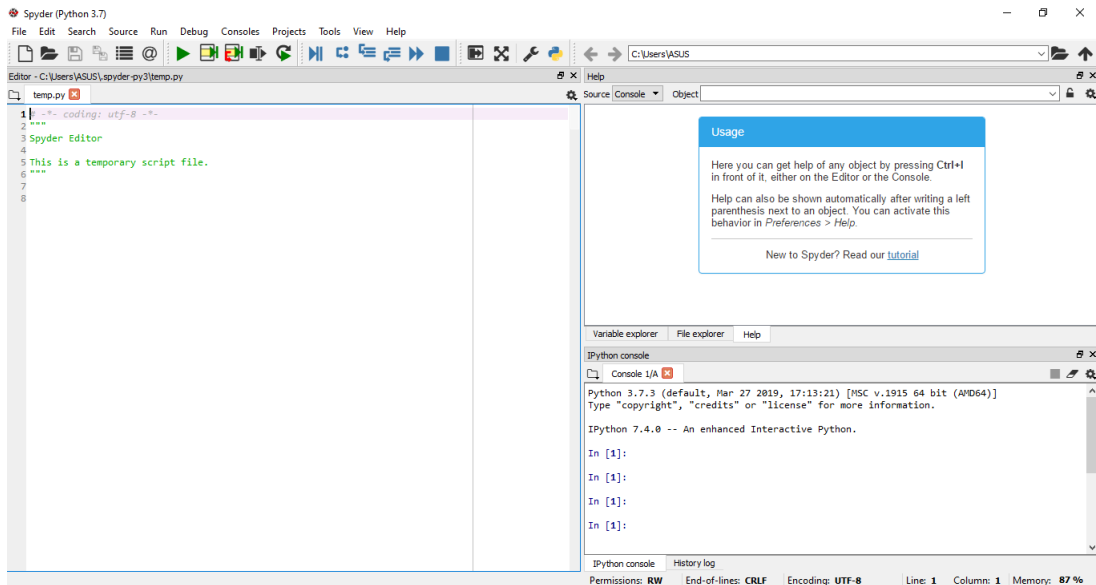 Spyder (Python 3.7)
File Edit Search Source Run Debug Consoles Projects Tools View Help
C:\Users\ASUS
Editor - C:\Users\ASUS\.spyder-py3\temp.py
temp.py
1 # -*- coding: utf-8 -*-
2 """
3 Spyder Editor
4
5 This is a temporary script file.
6 """
7
8
Help
Source Console Object
Usage
Here you can get help of any object by pressing Ctrl+I
in front of it, either on the Editor or the Console.
Help can also be shown automatically after writing a left
parenthesis next to an object. You can activate this
behavior in Preferences > Help.
New to Spyder? Read our tutorial
Variable explorer File explorer Help
IPython console
Console 1/A
Python 3.7.3 (default, Mar 27 2019, 17:13:21) [MSC v.1915 64 bit (AMD64)]
Type "copyright", "credits" or "license" for more information.
IPython 7.4.0 -- An enhanced Interactive Python.
In [1]:
In [1]:
In [1]:
In [1]:
IPython console History log
Permissions: RW End-of-lines: CRLF Encoding: UTF-8 Line: 1 Column: 1 Memory: 87 %